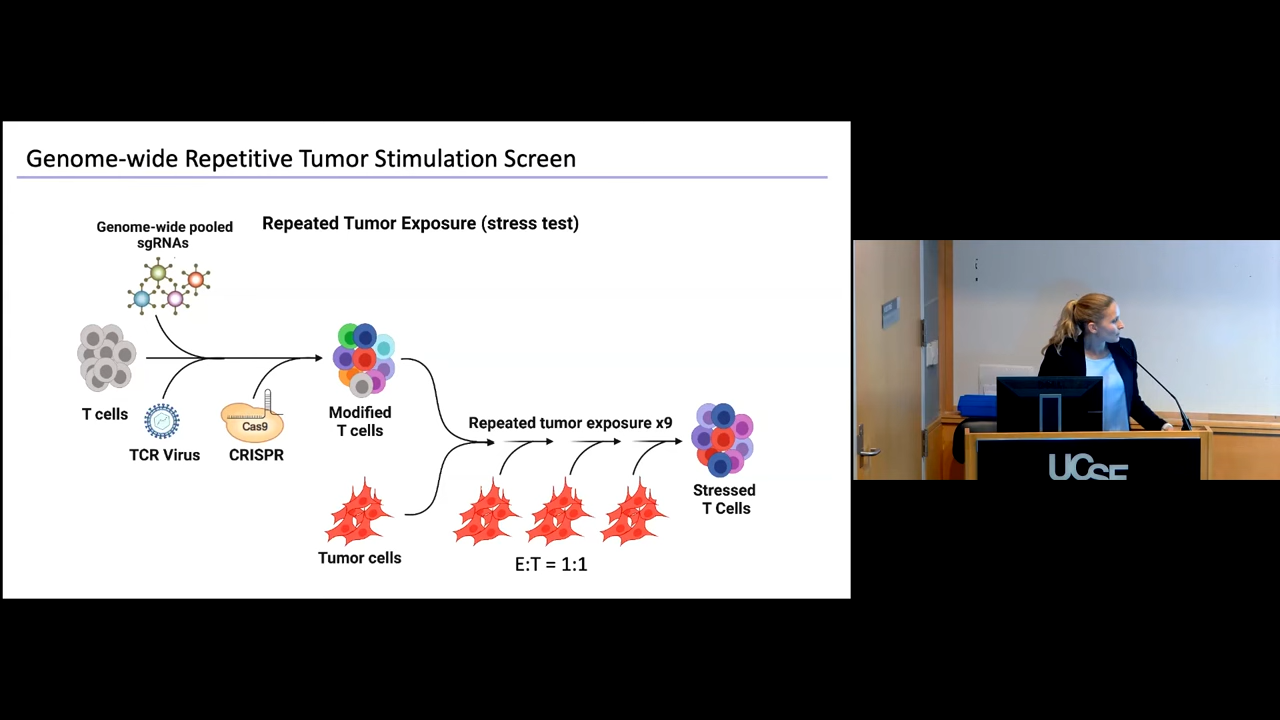 Genome-wide Repetitive Tumor Stimulation Screen
Genome-wide pooled
sgRNAs
Repeated Tumor Exposure (stress test)
T cells
TCR Virus
Cas9
CRISPR
Modified
T cells
Tumor cells
Repeated tumor exposure x9
E:T = 1:1
Stressed
T Cells
UCSF